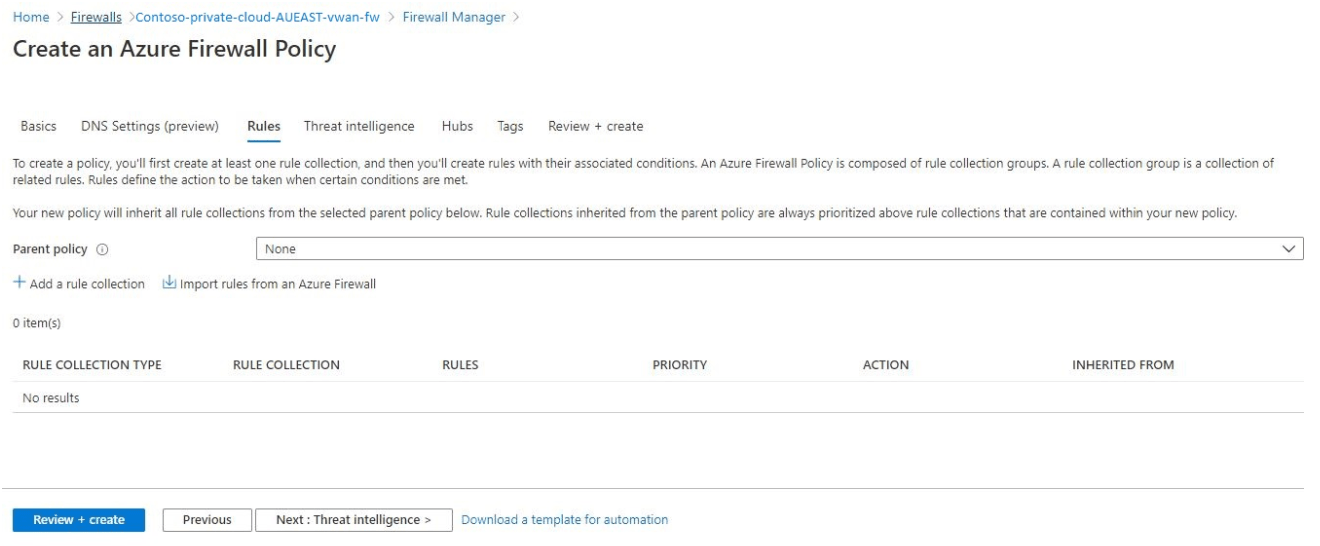 Home > Firewalls >Contoso-private-cloud-AUEAST-vwan-fw > Firewall Manager >
Create an Azure Firewall Policy
Basics DNS Settings (preview) Rules Threat intelligence Hubs Tags Review + create
To create a policy, you'll first create at least one rule collection, and then you'll create rules with their associated conditions. An Azure Firewall Policy is composed of rule collection groups. A rule collection group is a collection of
related rules. Rules define the action to be taken when certain conditions are met.
Your new policy will inherit all rule collections from the selected parent policy below. Rule collections inherited from the parent policy are always prioritized above rule collections that are contained within your new policy.
Parent policy None
+ Add a rule collection Import rules from an Azure Firewall
0 item(s)
RULE COLLECTION TYPE RULE COLLECTION RULES PRIORITY ACTION INHERITED FROM
No results
Review + create Previous Next : Threat intelligence > Download a template for automation